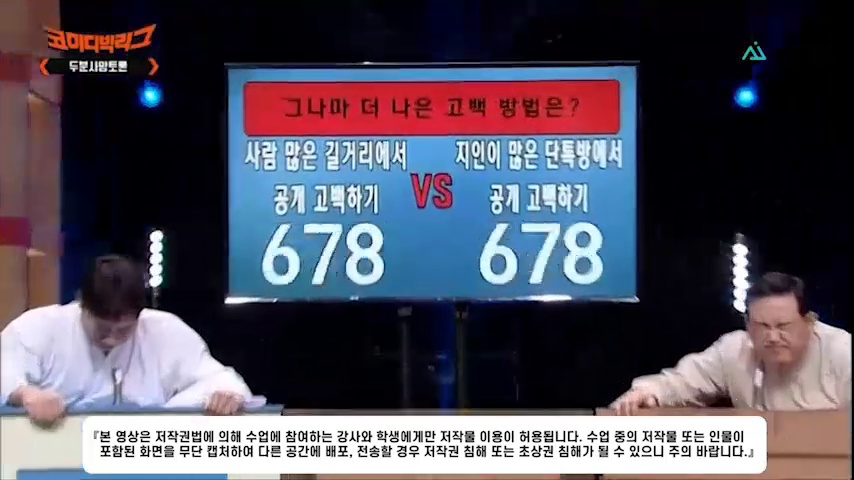 코미디빅리그
두분사망토론
그나마 더 나은 고백 방법은?
사람 많은 길거리에서
공개 고백하기
678
VS
지인이 많은 단톡방에서
공개 고백하기
678
『본 영상은 저작권법에 의해 수업에 참여하는 강사와 학생에게만 저작물 이용이 허용됩니다. 수업 중의 저작물 또는 인물이
포함된 화면을 무단 캡처하여 다른 공간에 배포, 전송할 경우 저작권 침해 또는 초상권 침해가 될 수 있으니 주의 바랍니다.』